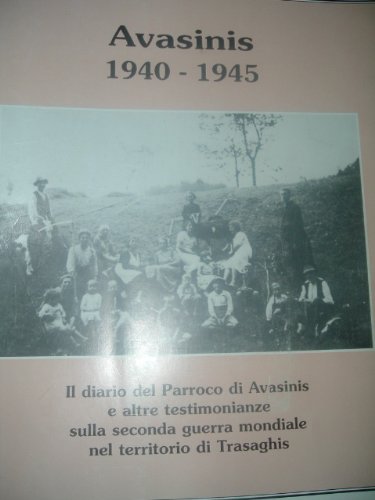 Avasinis
1940 - 1945
Il diario del Parroco di Avasinis
e altre testimonianze
sulla seconda guerra mondiale
nel territorio di Trasaghis